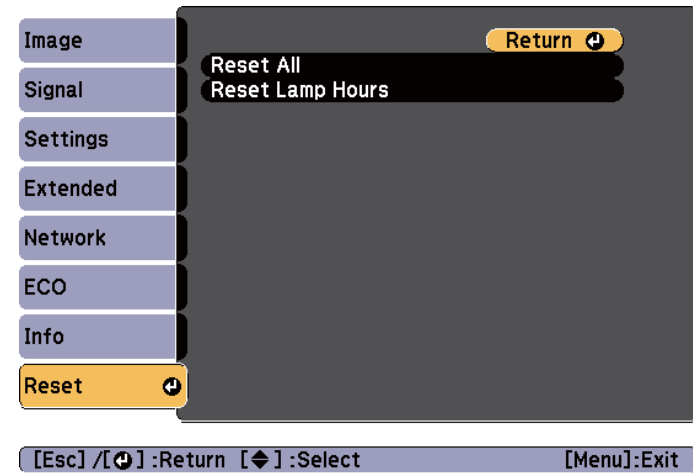 Image
Signal
Settings
Extended
Network
ECO
Info
Reset
Return
Reset All
Reset Lamp Hours
[Esc] /[ ] :Return [ ] :Select [Menu]:Exit